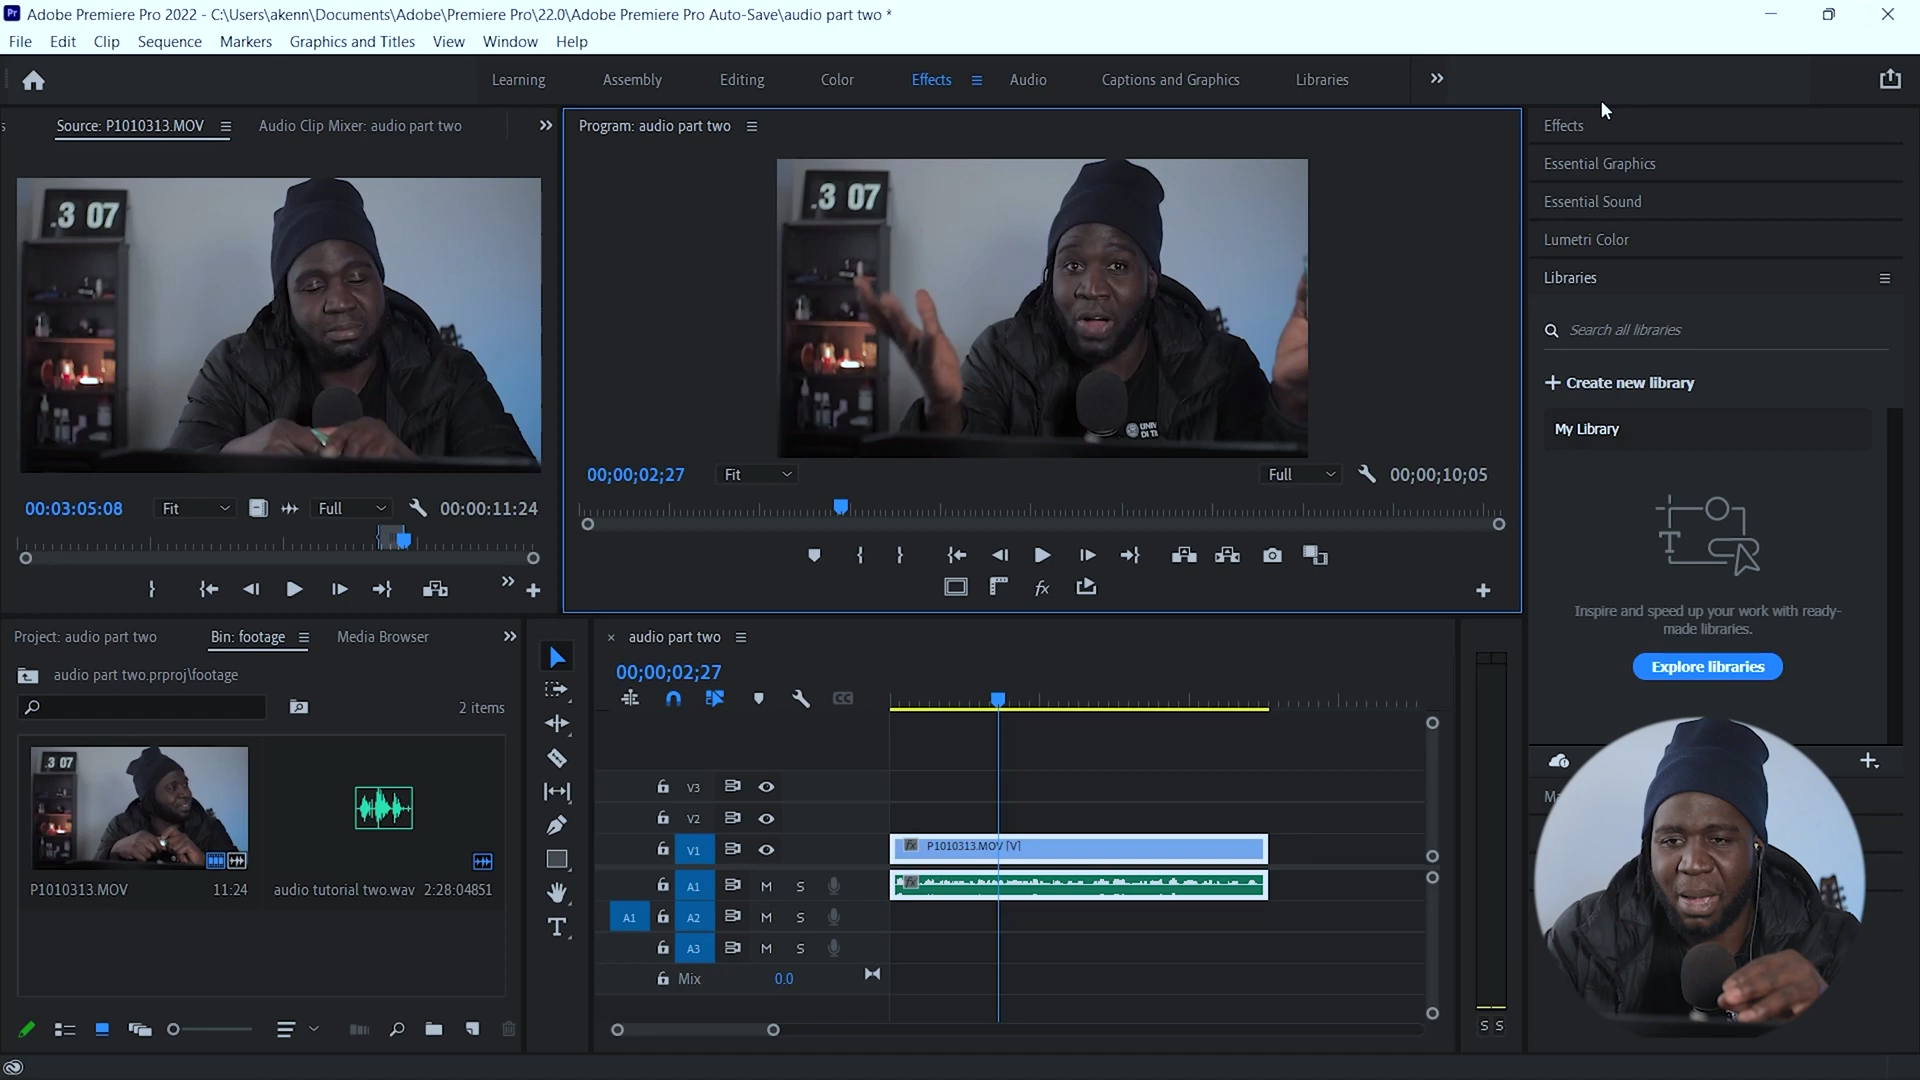 Pr Adobe Premiere Pro 2022 - C:\Users\akenn\Documents\Adobe\Premiere Pro\22.0\Adobe Premiere Pro Auto-Save\audio part two *
File Edit Clip Sequence Markers Graphics and Titles View Window Help
Learning Assembly Editing Color Effects Audio Captions and Graphics Libraries
Source: P1010313.MOV Audio Clip Mixer: audio part two
Program: audio part two
Effects
Essential Graphics
Essential Sound
Lumetri Color
Libraries
Search all libraries
Create new library
My Library
Inspire and speed up your work with ready-
made libraries.
Explore libraries
.3 07
.3 07
00:03:05:08 Fit Full 00:00:11:24
00;00;02;27 Fit Full 00;00;10;05
Project: audio part two Bin: footage Media Browser
audio part two.prproj\footage
2 items
.3 07
P1010313.MOV 11:24
audio tutorial two.wav 2:28:04851
audio part two
00;00;02;27
V3
V2
V1
P1010313.MOV [V]
A1 M S
A1 A2 M S
A3 M S
Mix 0.0
S S